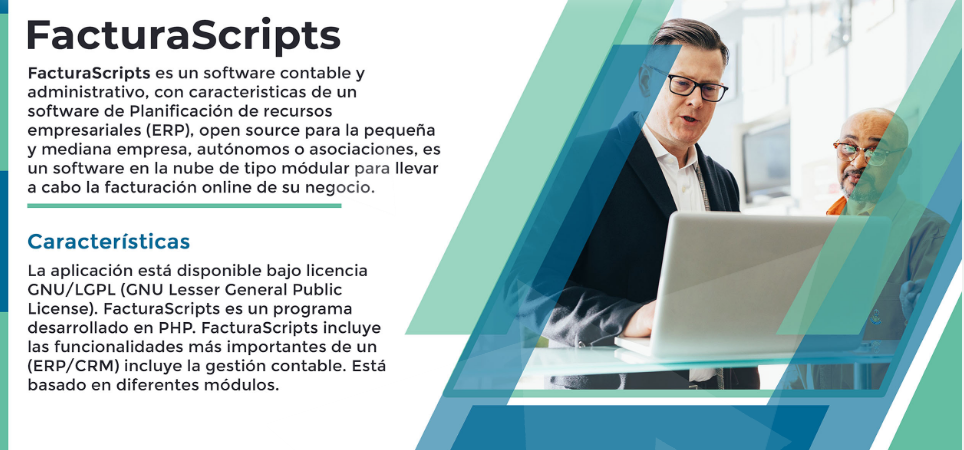 FacturaScripts
FacturaScripts es un software contable y
administrativo, con caracteristicas de un
software de Planificación de recursos
empresariales (ERP), open source para la pequeña
y mediana empresa, autónomos o asociaciones, es
un software en la nube de tipo módular para llevar
a cabo la facturación online de su negocio.
Características
La aplicación está disponible bajo licencia
GNU/LGPL (GNU Lesser General Public
License). FacturaScripts es un programa
desarrollado en PHP. FacturaScripts incluye
las funcionalidades más importantes de un
(ERP/CRM) incluye la gestión contable. Está
basado en diferentes módulos.